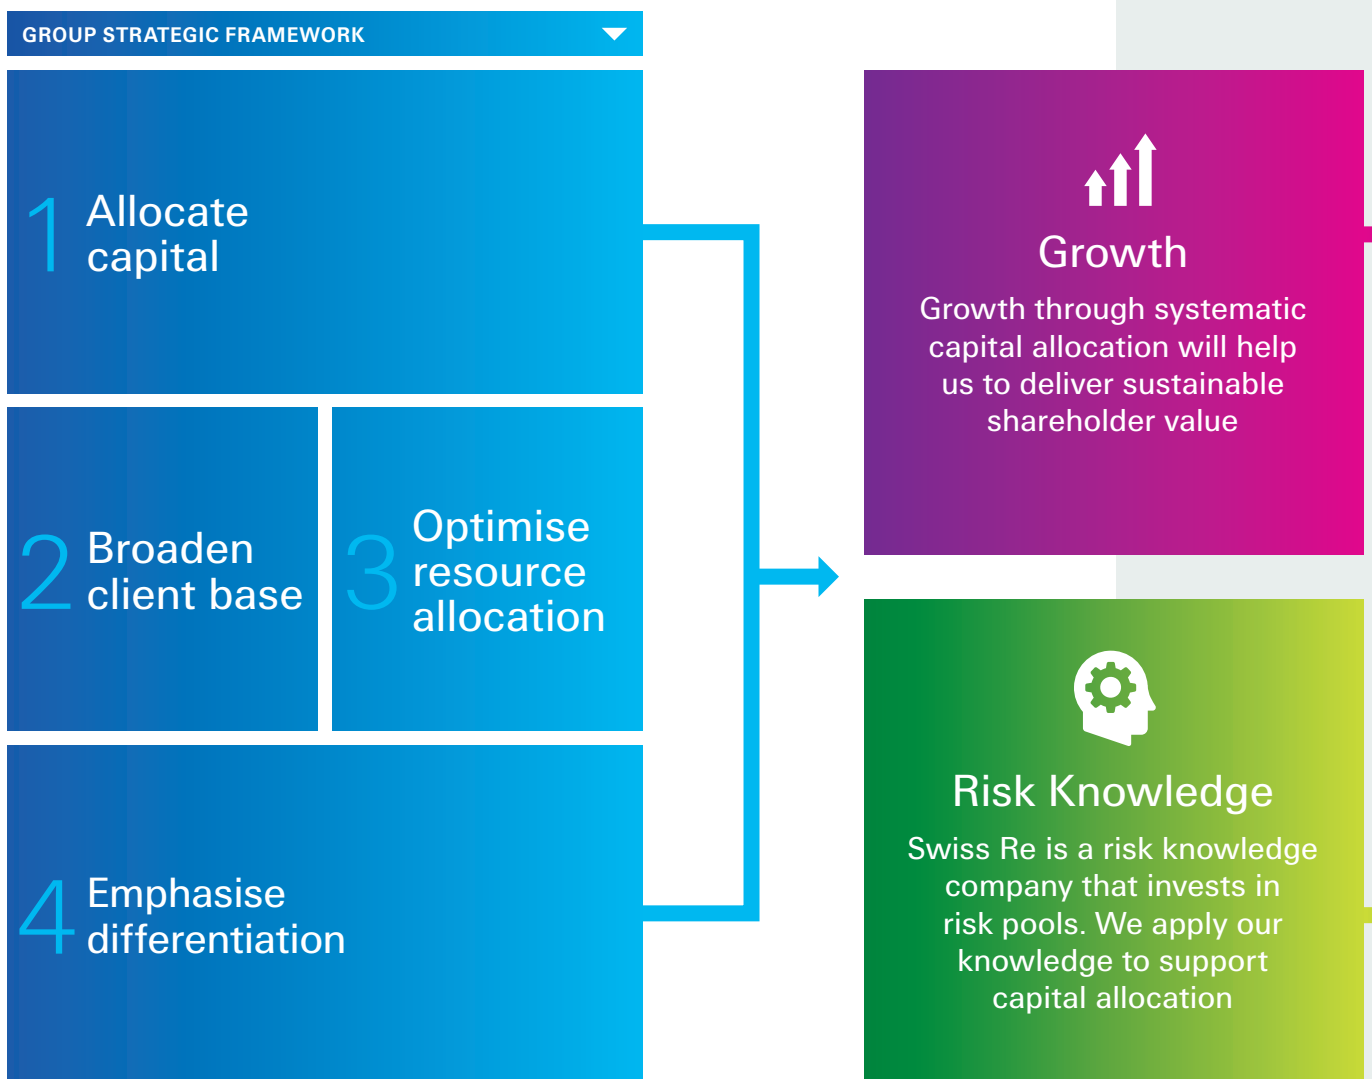 GROUP STRATEGIC FRAMEWORK
1
Allocate
capital
2
Broaden
client base
3
Optimise
resource
allocation
4
Emphasise
differentiation
Growth
Growth through systematic
capital allocation will help
us to deliver sustainable
shareholder value
Risk Knowledge
Swiss Re is a risk knowledge
company that invests in
risk pools. We apply our
knowledge to support
capital allocation